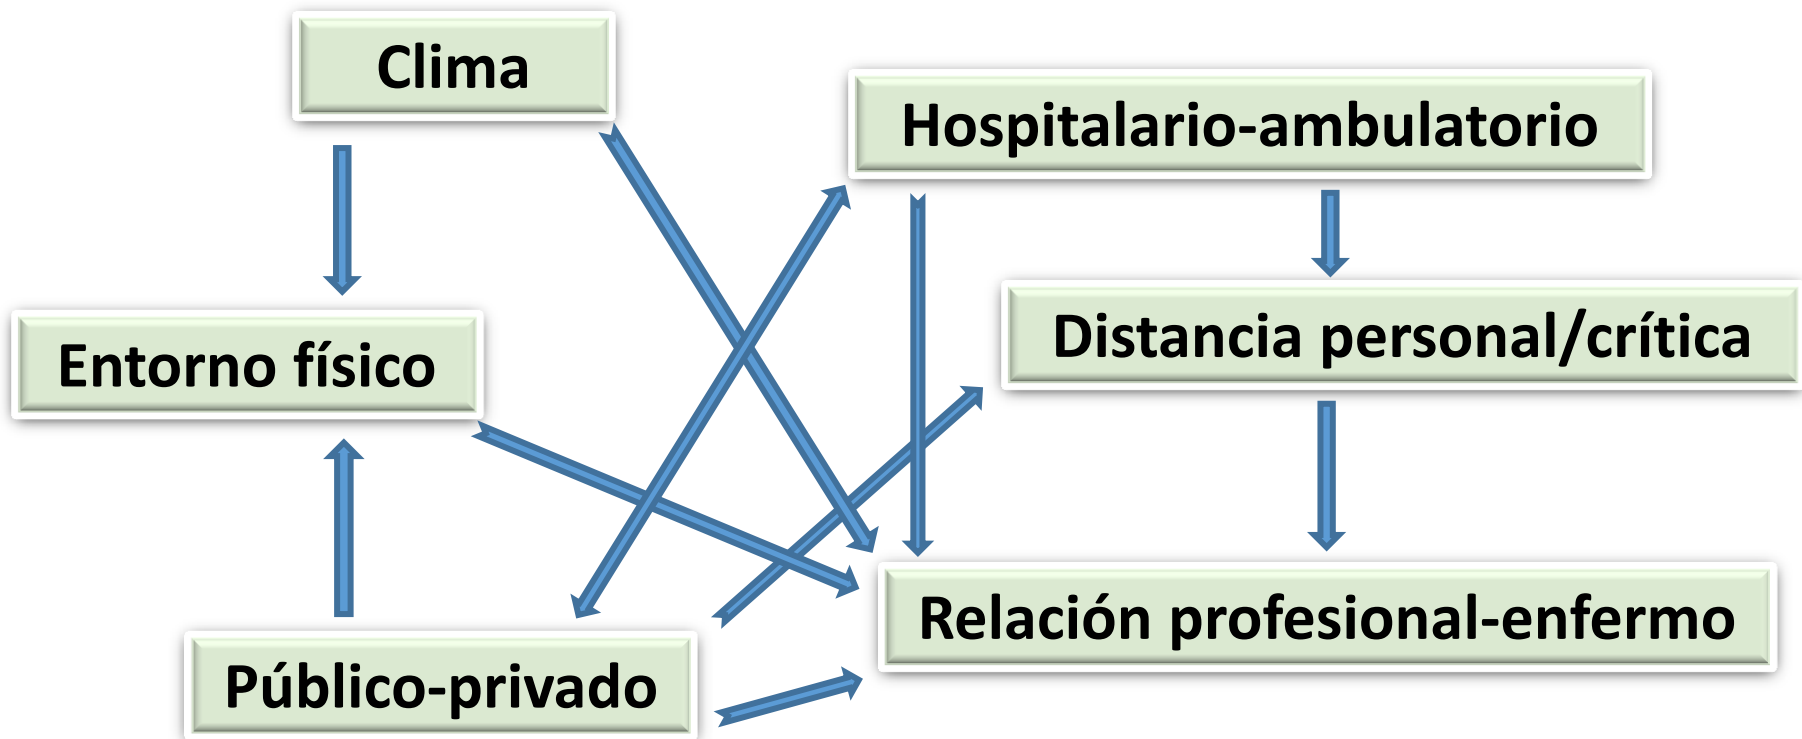 Clima
Hospitalario-ambulatorio
Distancia personal/crítica
Entorno físico
Relación profesional-enfermo
Público-privado